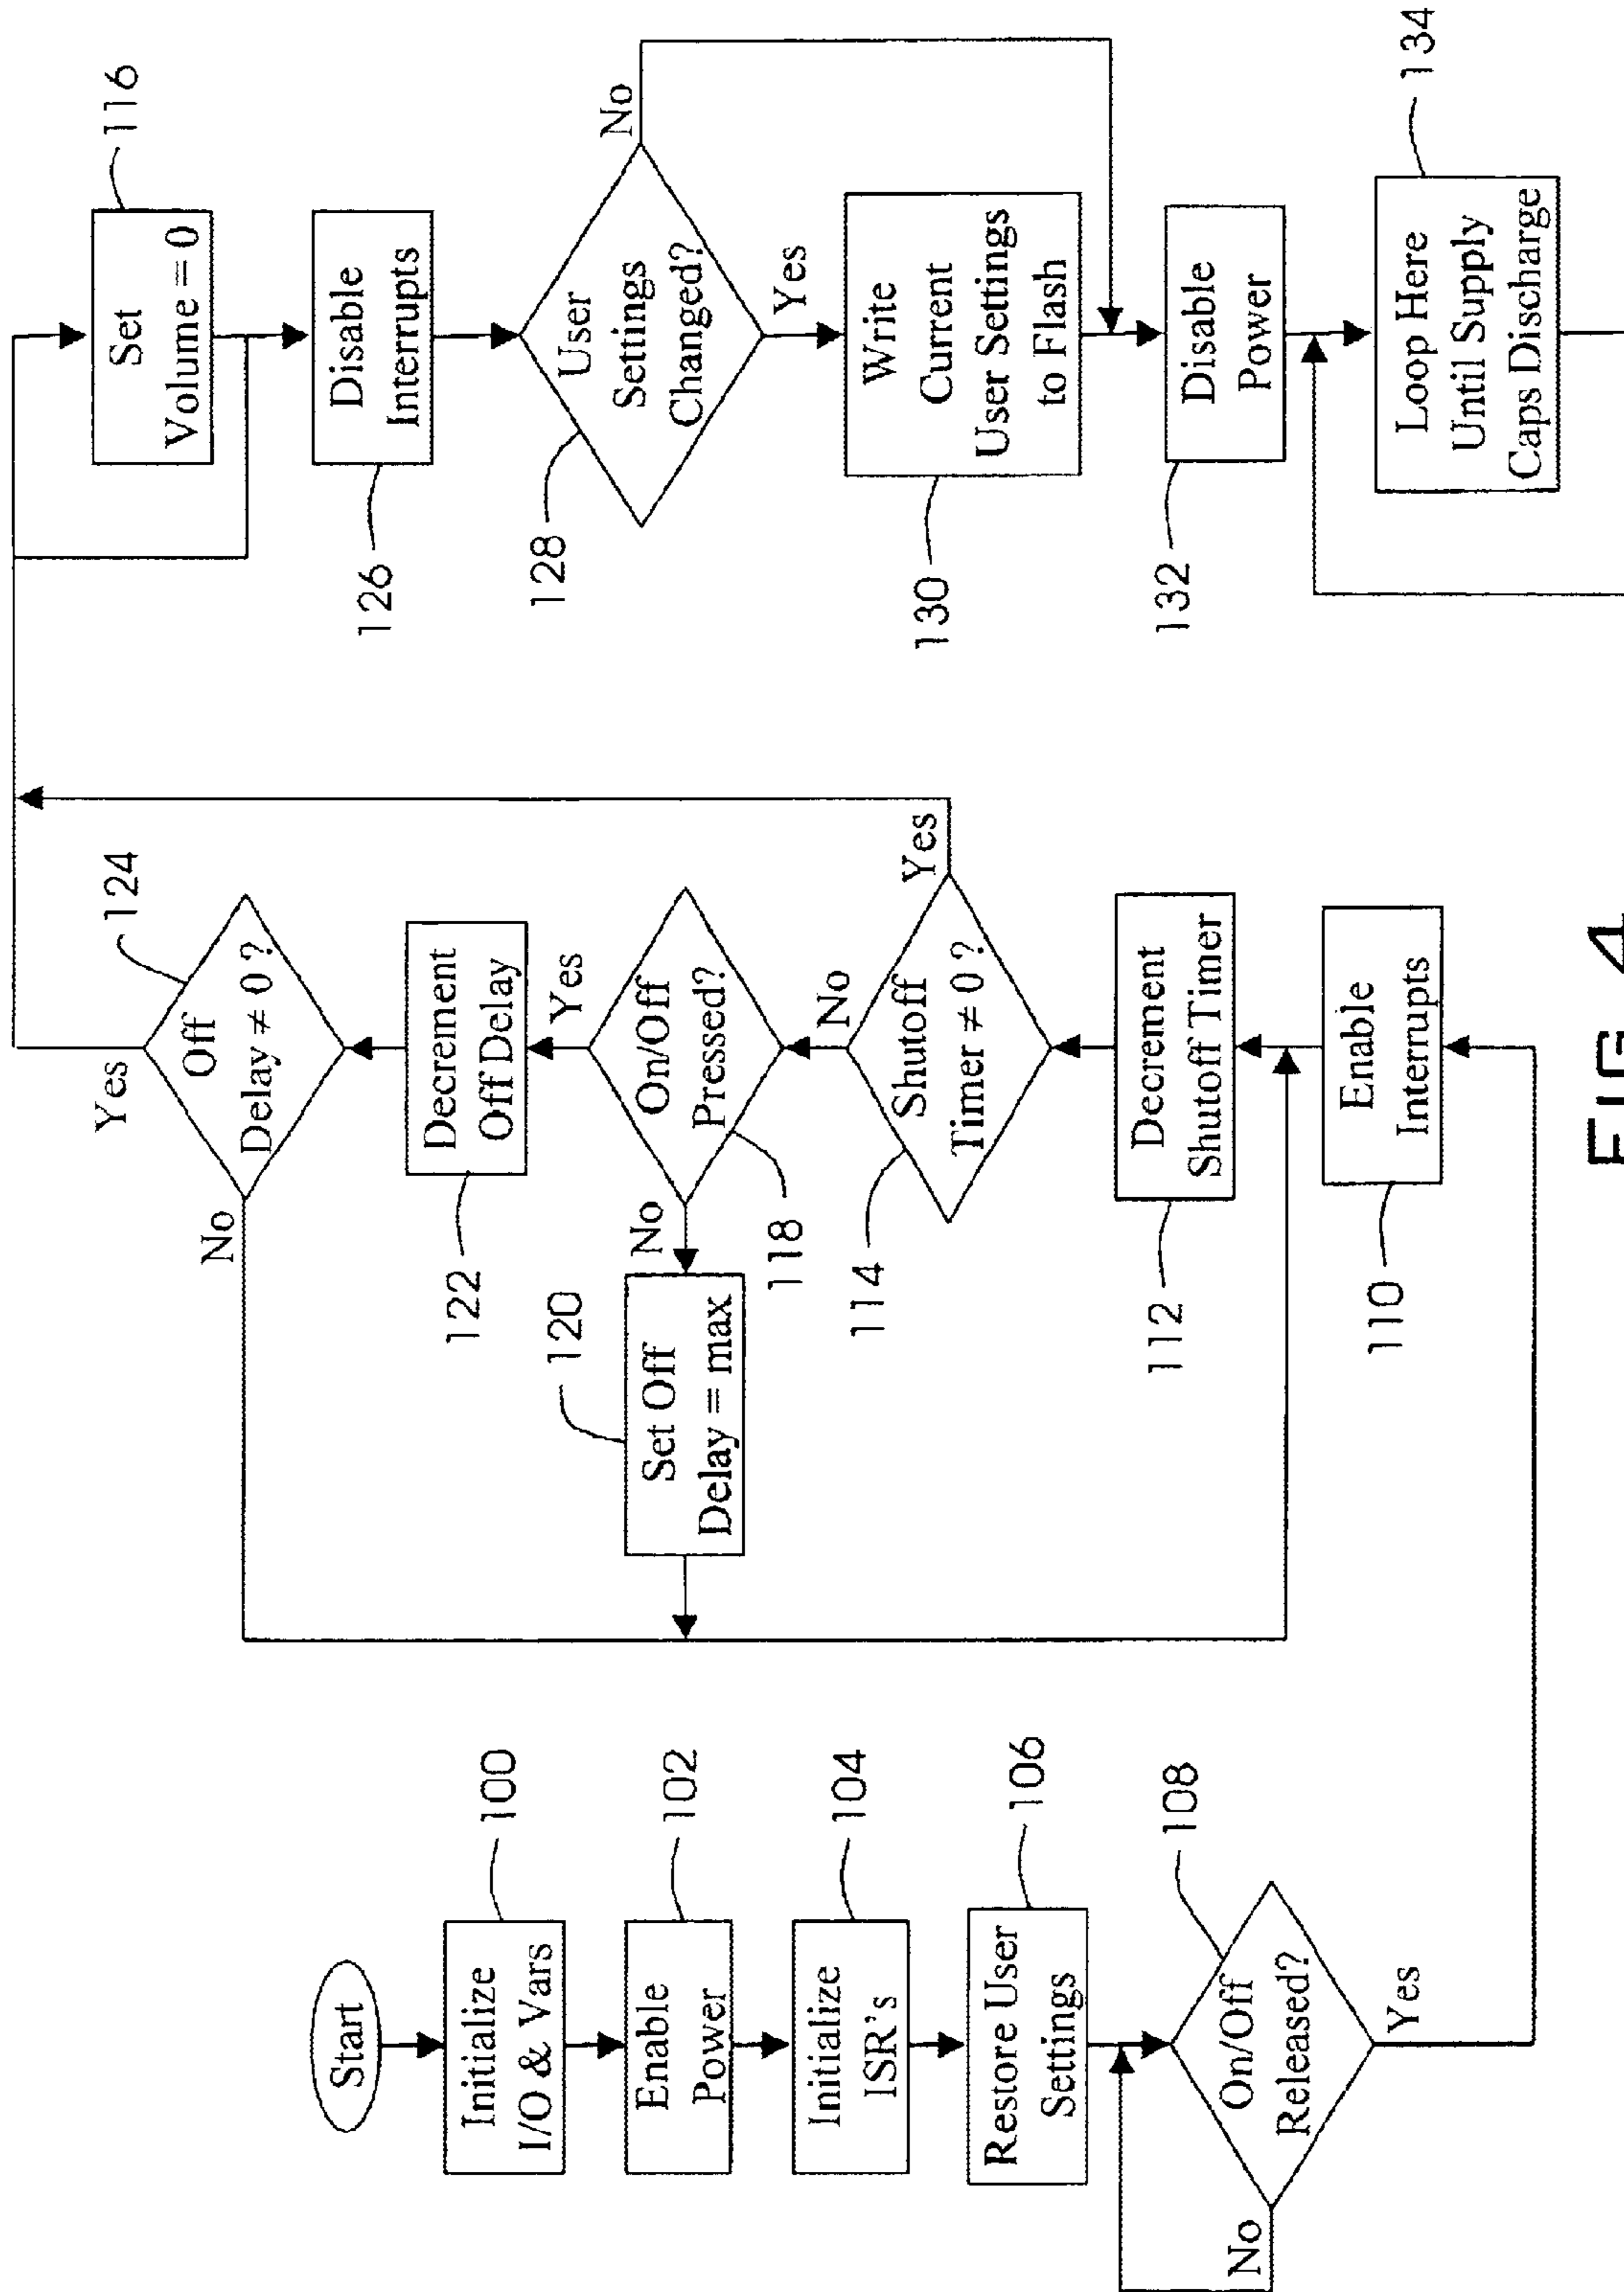 Start
Initialize
I/O & Vars
100
Enable
Power
102
Initialize
ISR's
104
Restore User
Settings
106
On/Off
Released?
108
No
Yes
Enable
Interrupts
110
Decrement
Shutoff Timer
112
Shutoff
Timer ≠ 0 ?
114
Yes
No
On/Off
Pressed?
118
No
Yes
Set Off
Delay = max
120
Decrement
Off Delay
122
Off
Delay ≠ 0 ?
124
No
Yes
Set
Volume = 0
116
Disable
Interrupts
126
User
Settings
Changed?
128
No
Yes
Write
Current
User Settings
to Flash
130
Disable
Power
132
Loop Here
Until Supply
Caps Discharge
134
FIG 4